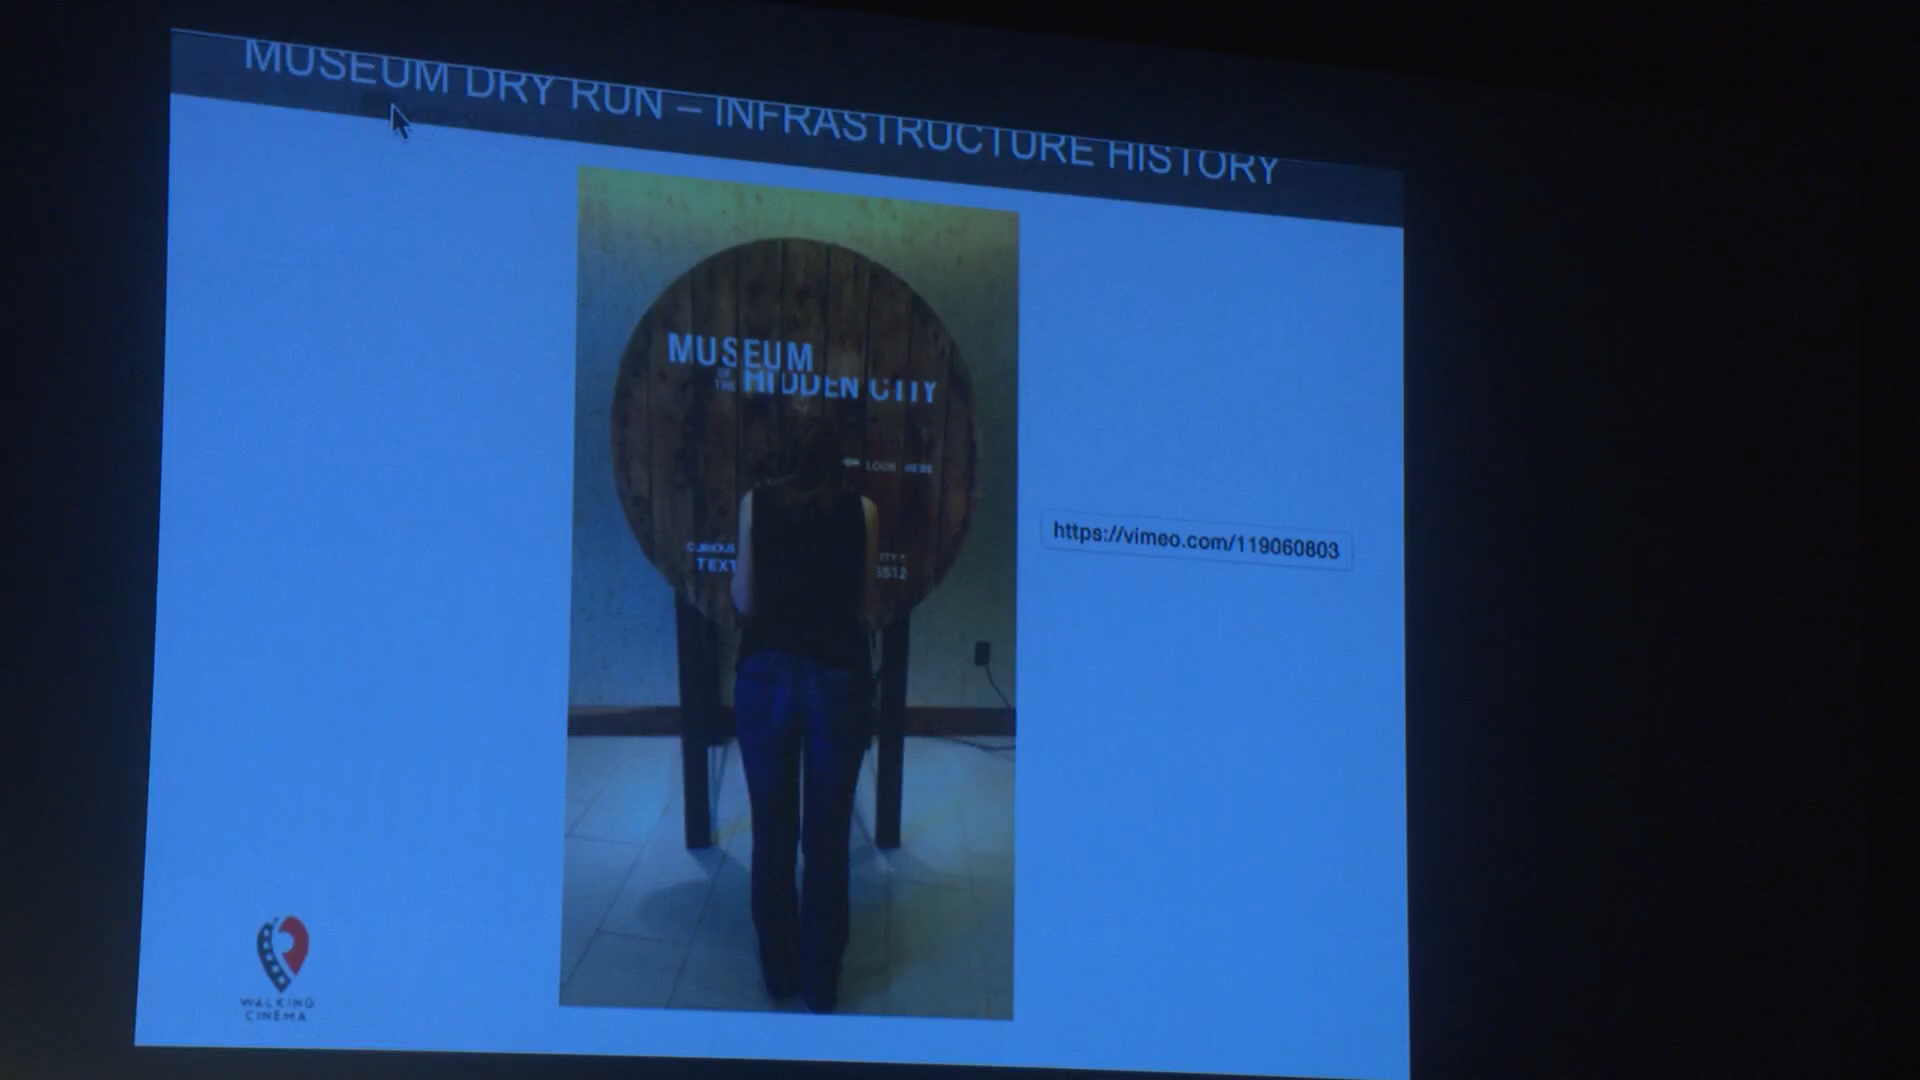 MUSEUM DRY RUN – INFRASTRUCTURE HISTORY
MUSEUM
OF
THE HIDDEN CITY
LOOK HERE
CURIOUS
TEXT
https://vimeo.com/119060803
WALKING
CINEMA